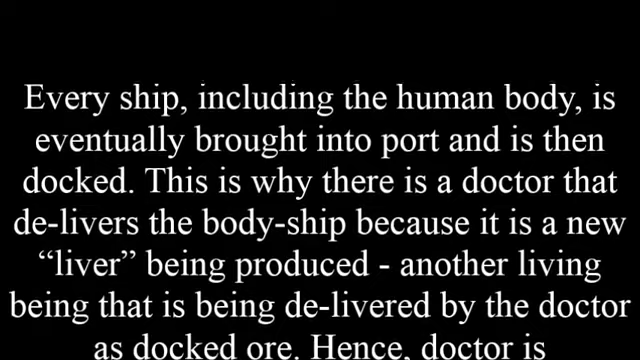 Every ship, including the human body, is
eventually brought into port and is then
docked. This is why there is a doctor that
de-livers the body-ship because it is a new
“liver” being produced - another living
being that is being de-livered by the doctor
as docked ore. Hence, doctor is